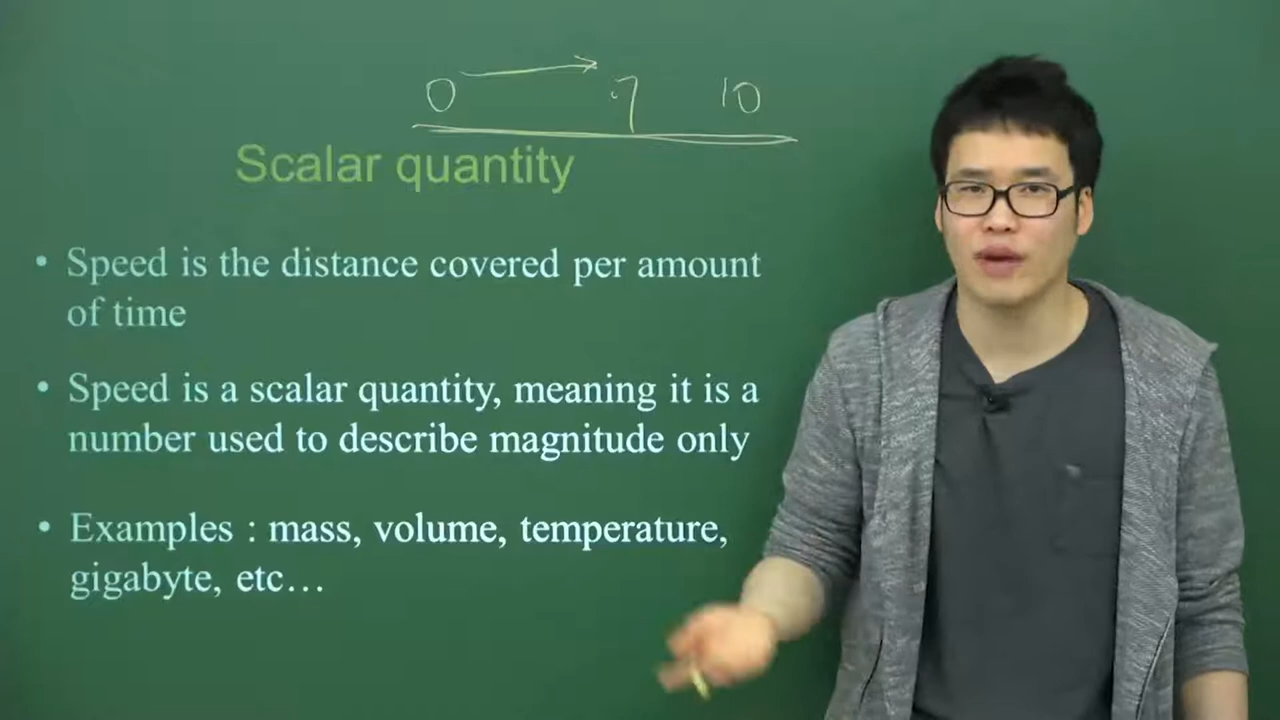 0 → 7 10
Scalar quantity
• Speed is the distance covered per amount
of time
• Speed is a scalar quantity, meaning it is a
number used to describe magnitude only
• Examples : mass, volume, temperature,
gigabyte, etc…